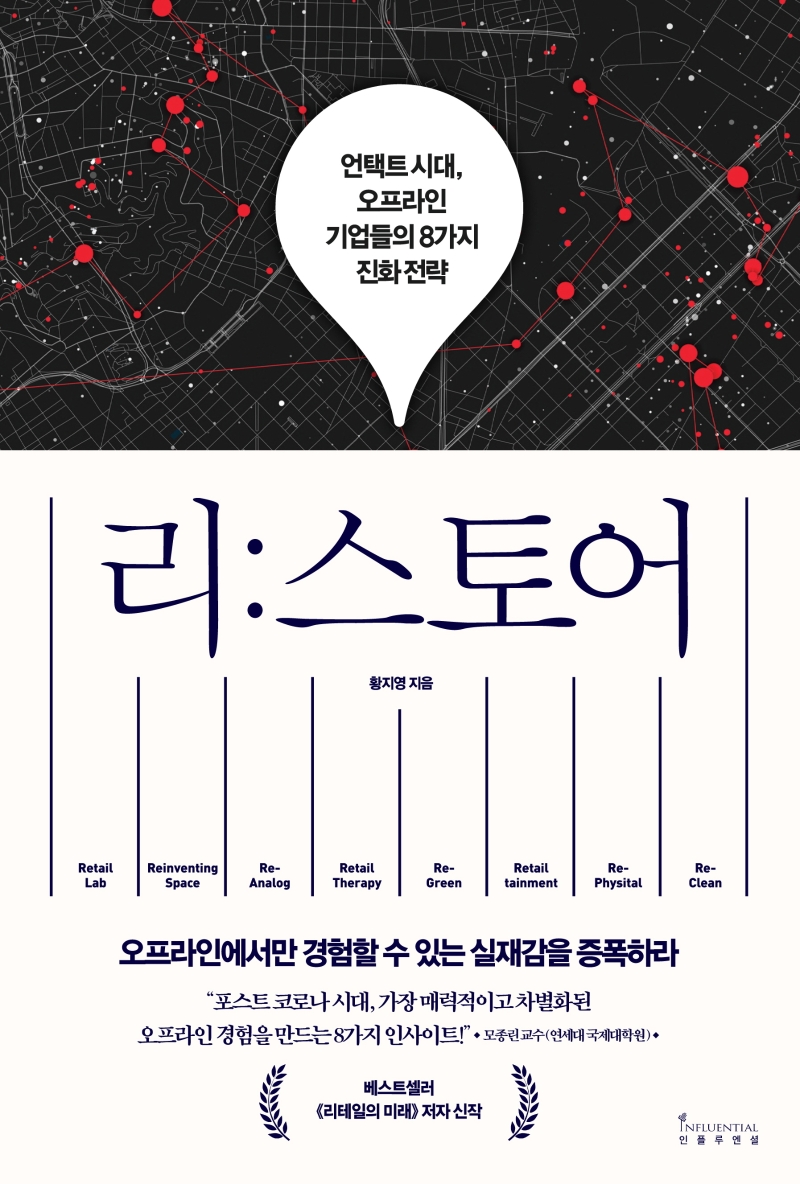 언택트 시대,
오프라인
기업들의 8가지
진화 전략
리:스토어
황지영 지음
Retail
Lab
Reinventing
Space
Re-
Analog
Retail
Therapy
Re-
Green
Retail
tainment
Re-
Physital
Re-
Clean
오프라인에서만 경험할 수 있는 실재감을 증폭하라
“포스트 코로나 시대, 가장 매력적이고 차별화된
오프라인 경험을 만드는 8가지 인사이트!” ◆ 모종린 교수(연세대 국제대학원) ◆
베스트셀러
《리테일의 미래》 저자 신작
INFLUENTIAL
인플루엔셜